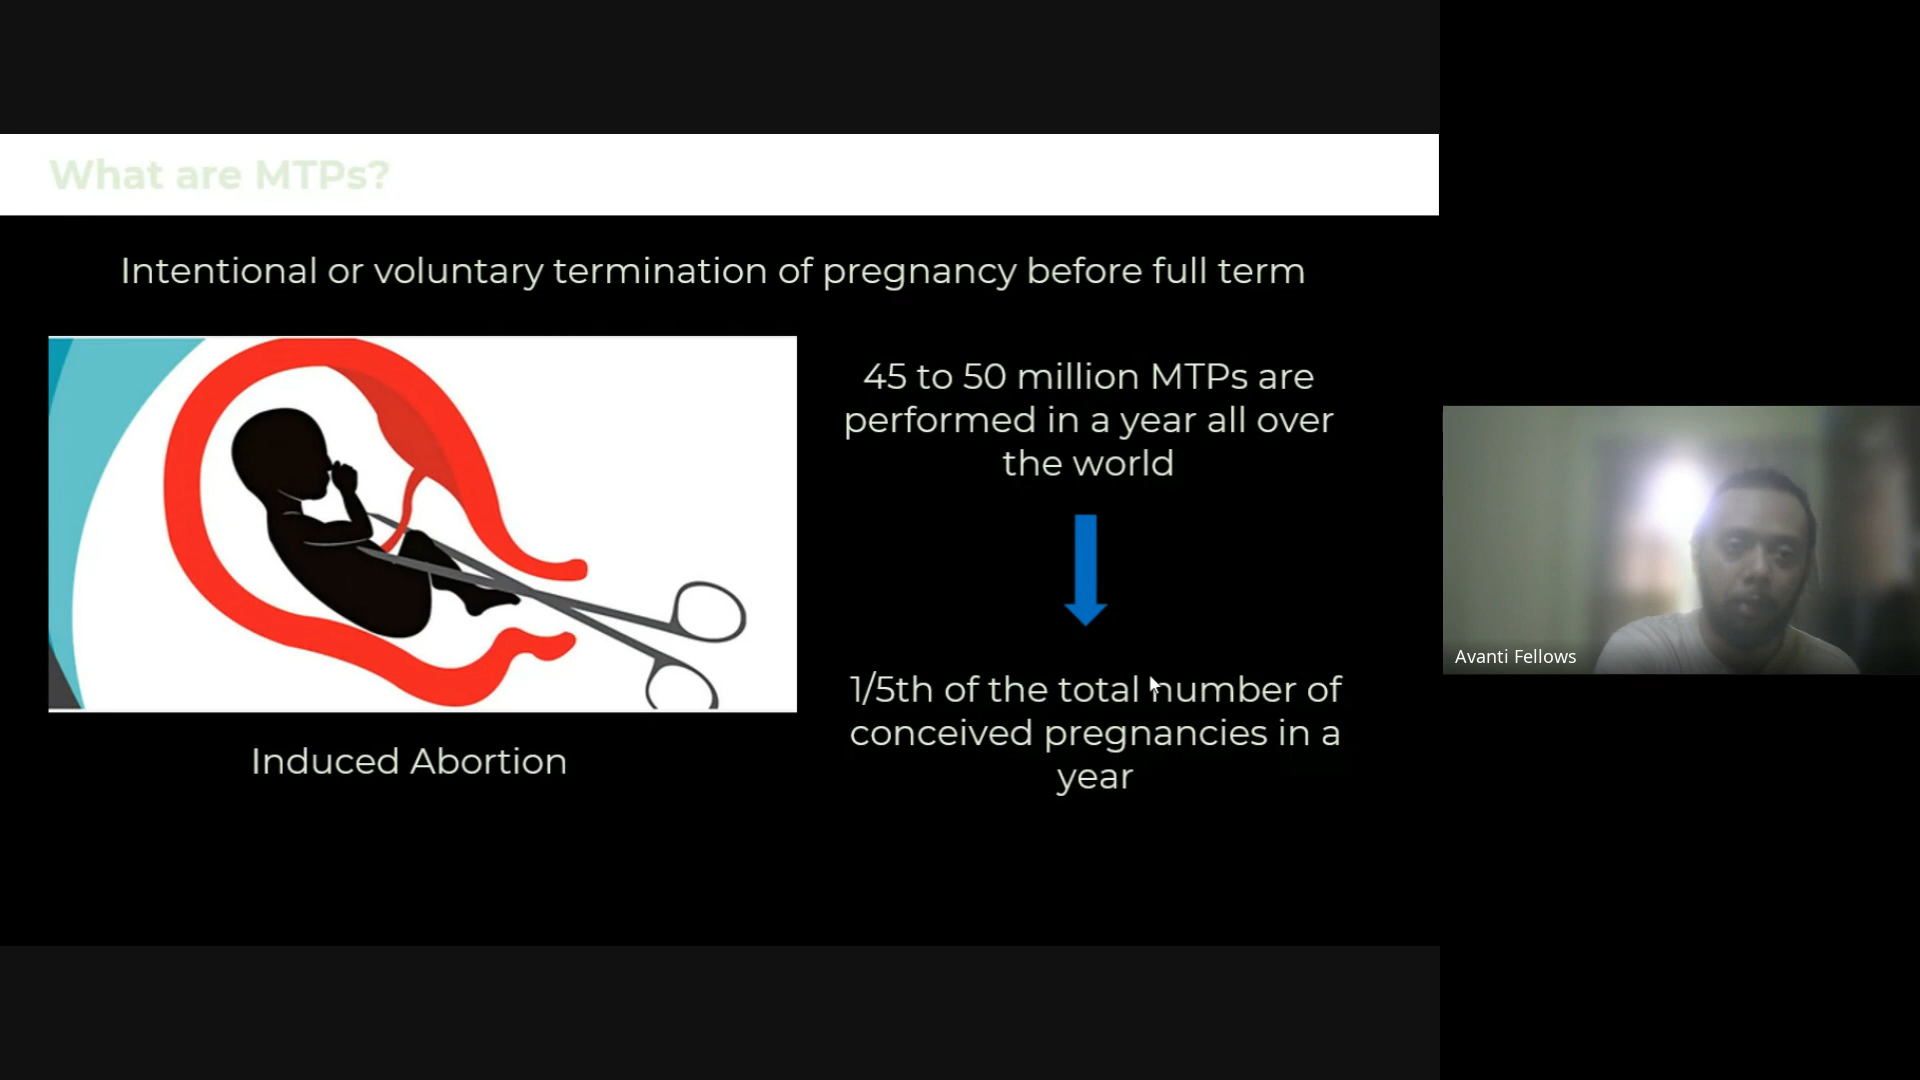 What are MTPs?
Intentional or voluntary termination of pregnancy before full term
45 to 50 million MTPs are
performed in a year all over
the world
1/5th of the total number of
conceived pregnancies in a
year
Induced Abortion
Avanti Fellows